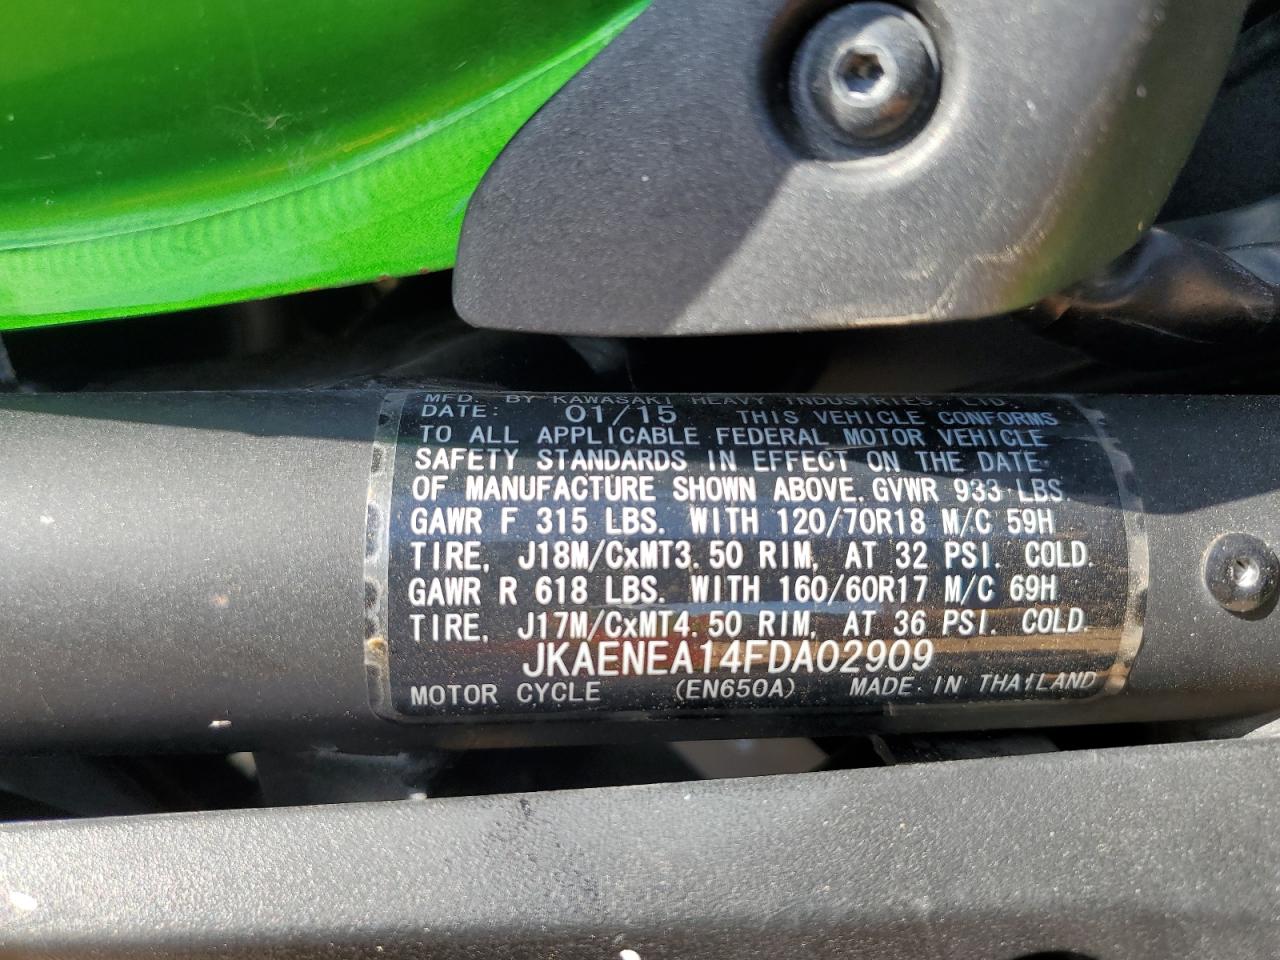 MFD. BY KAWASAKI HEAVY INDUSTRIES, LTD.
DATE: 01/15 THIS VEHICLE CONFORMS
TO ALL APPLICABLE FEDERAL MOTOR VEHICLE
SAFETY STANDARDS IN EFFECT ON THE DATE
OF MANUFACTURE SHOWN ABOVE. GVWR 933 LBS.
GAWR F 315 LBS. WITH 120/70R18 M/C 59H
TIRE, J18M/CxMT3.50 RIM, AT 32 PSI. COLD.
GAWR R 618 LBS. WITH 160/60R17 M/C 69H
TIRE, J17M/CxMT4.50 RIM, AT 36 PSI. COLD.
JKAENEA14FDA02909
MOTOR CYCLE (EN650A) MADE IN THAILAND